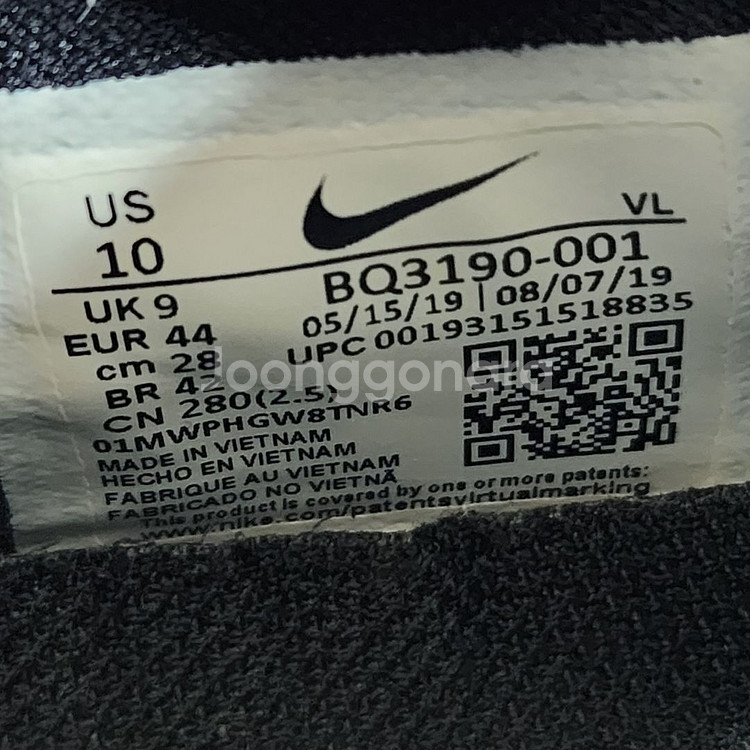 US
10
VL
BQ3190-001
05/15/19 | 08/07/19
UPC 00193151518835
UK 9
EUR 44
cm 28
BR 42
CN 280(2.5)
01MWPHGW8TNR6
MADE IN VIETNAM
HECHO EN VIETNAM
FABRIQUE AU VIETNAM
FABRICADO NO VIETNÃ
This product is covered by one or more patents:
www.nike.com/patentsvirtualmarking
joonggonara